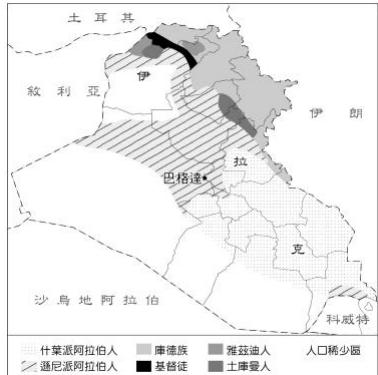 土耳其
敘利亞
伊
伊朗
拉
巴格達
克
沙烏地阿拉伯
科威特
什葉派阿拉伯人 庫德族 雅茲迪人 人口稀少區
遜尼派阿拉伯人 基督徒 土庫曼人